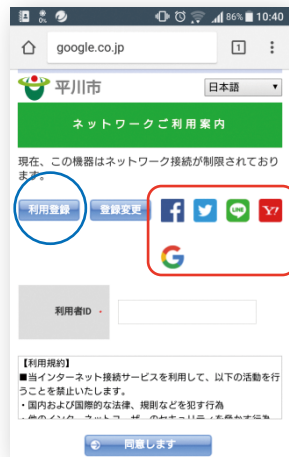 0%
86% 10:40
google.co.jp
1
平川市
日本語
ネットワークご利用案内
現在、この機器はネットワーク接続が制限されており
ます。
利用登録
登録変更
LINE
Y!
G
利用者ID
【利用規約】
■当インターネット接続サービスを利用して、以下の活動を行
うことを禁止いたします。
・国内および国際的な法律、規則などを犯す行為
同意します